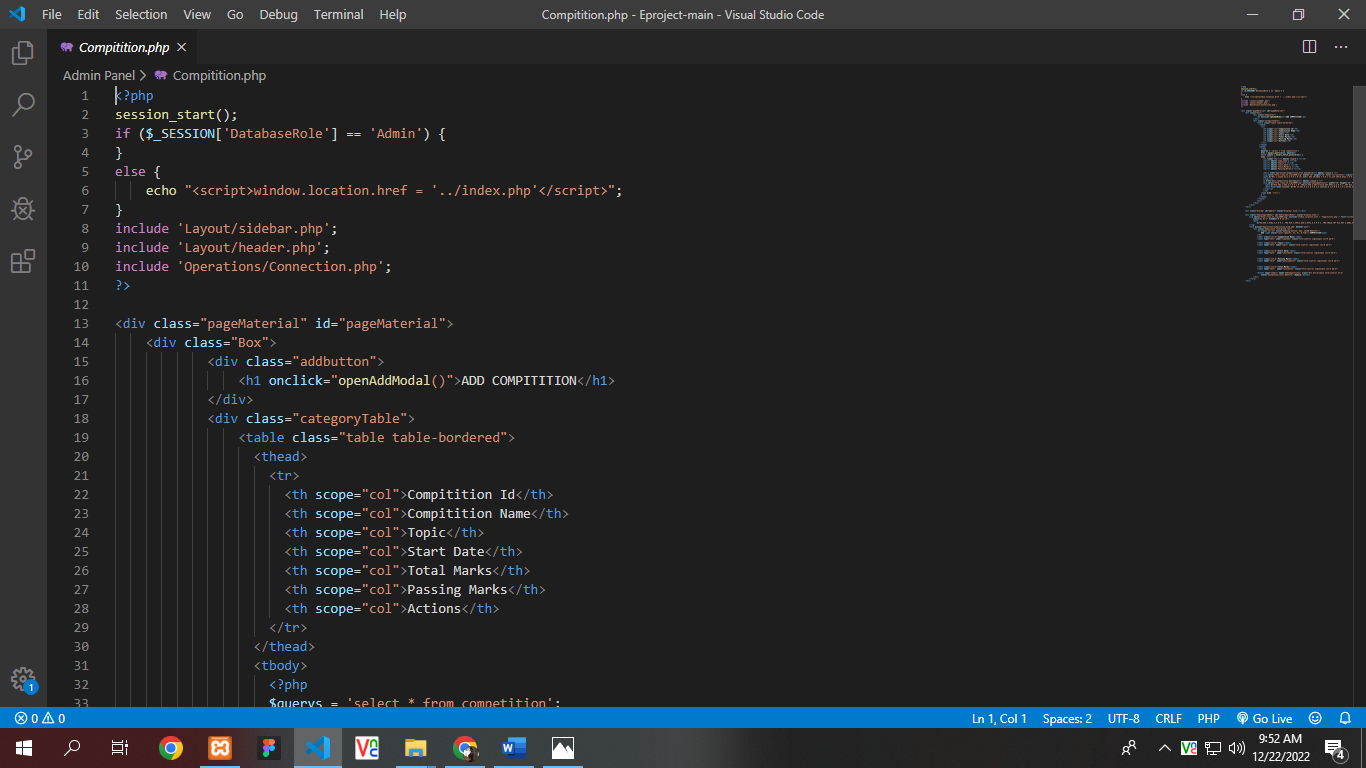 File Edit Selection View Go Debug Terminal Help Compitition.php - Eproject-main - Visual Studio Code
Compitition.php
Admin Panel > Compitition.php
1 <?php
2 session_start();
3 if ($_SESSION['DatabaseRole'] == 'Admin') {
4 }
5 else {
6 echo "<script>window.location.href = '../index.php'</script>";
7 }
8 include 'Layout/sidebar.php';
9 include 'Layout/header.php';
10 include 'Operations/Connection.php';
11 ?>
12
13 <div class="pageMaterial" id="pageMaterial">
14 <div class="Box">
15 <div class="addbutton">
16 <h1 onclick="openAddModal()">ADD COMPITITION</h1>
17 </div>
18 <div class="categoryTable">
19 <table class="table table-bordered">
20 <thead>
21 <tr>
22 <th scope="col">Compitition Id</th>
23 <th scope="col">Compitition Name</th>
24 <th scope="col">Topic</th>
25 <th scope="col">Start Date</th>
26 <th scope="col">Total Marks</th>
27 <th scope="col">Passing Marks</th>
28 <th scope="col">Actions</th>
29 </tr>
30 </thead>
31 <tbody>
32 <?php
33 $querys = 'select * from competition';
1
0 0 Ln 1, Col 1 Spaces: 2 UTF-8 CRLF PHP Go Live
9:52 AM
12/22/2022
4